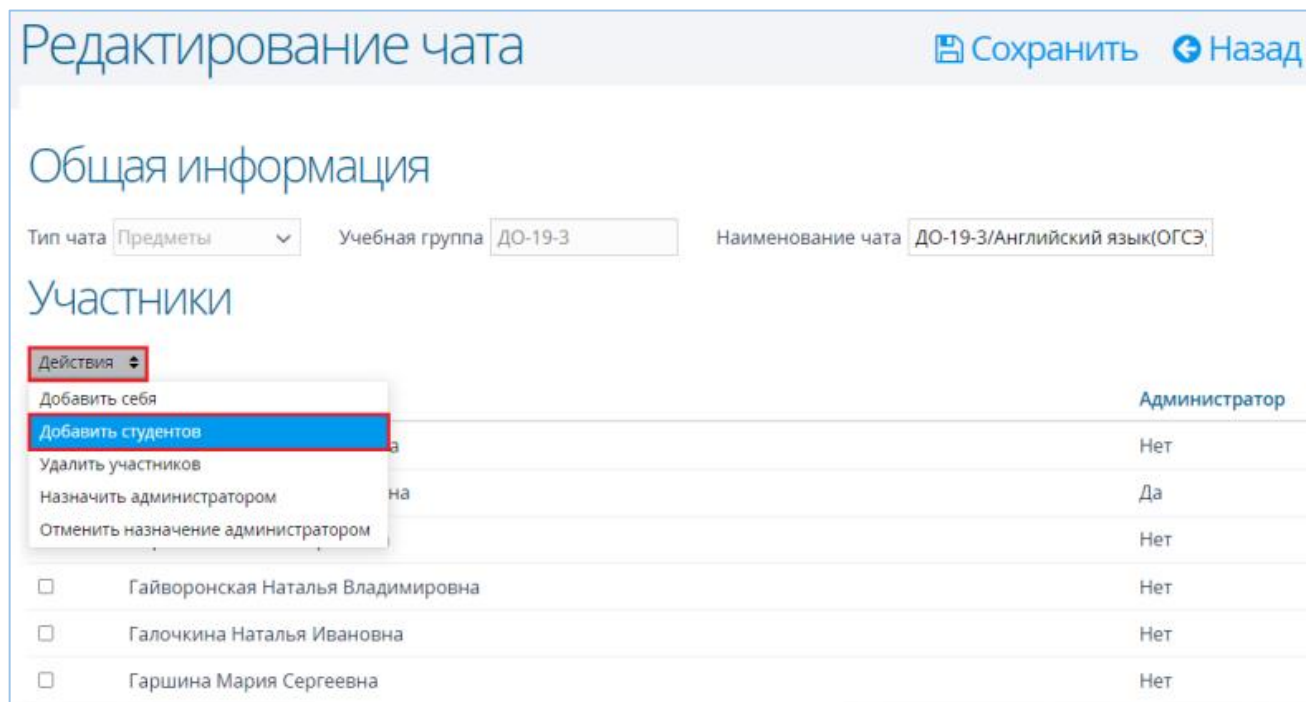 Редактирование чата Сохранить Назад
Общая информация
Тип чата Предметы Учебная группа ДО-19-3 Наименование чата ДО-19-3/Английский язык(ОГСЭ)
Участники
Действия
Добавить себя Администратор
Добавить студентов
а Нет
Удалить участников
Назначить администратором на Да
Отменить назначение администратором
Нет
Гайворонская Наталья Владимировна Нет
Галочкина Наталья Ивановна Нет
Гаршина Мария Сергеевна Нет